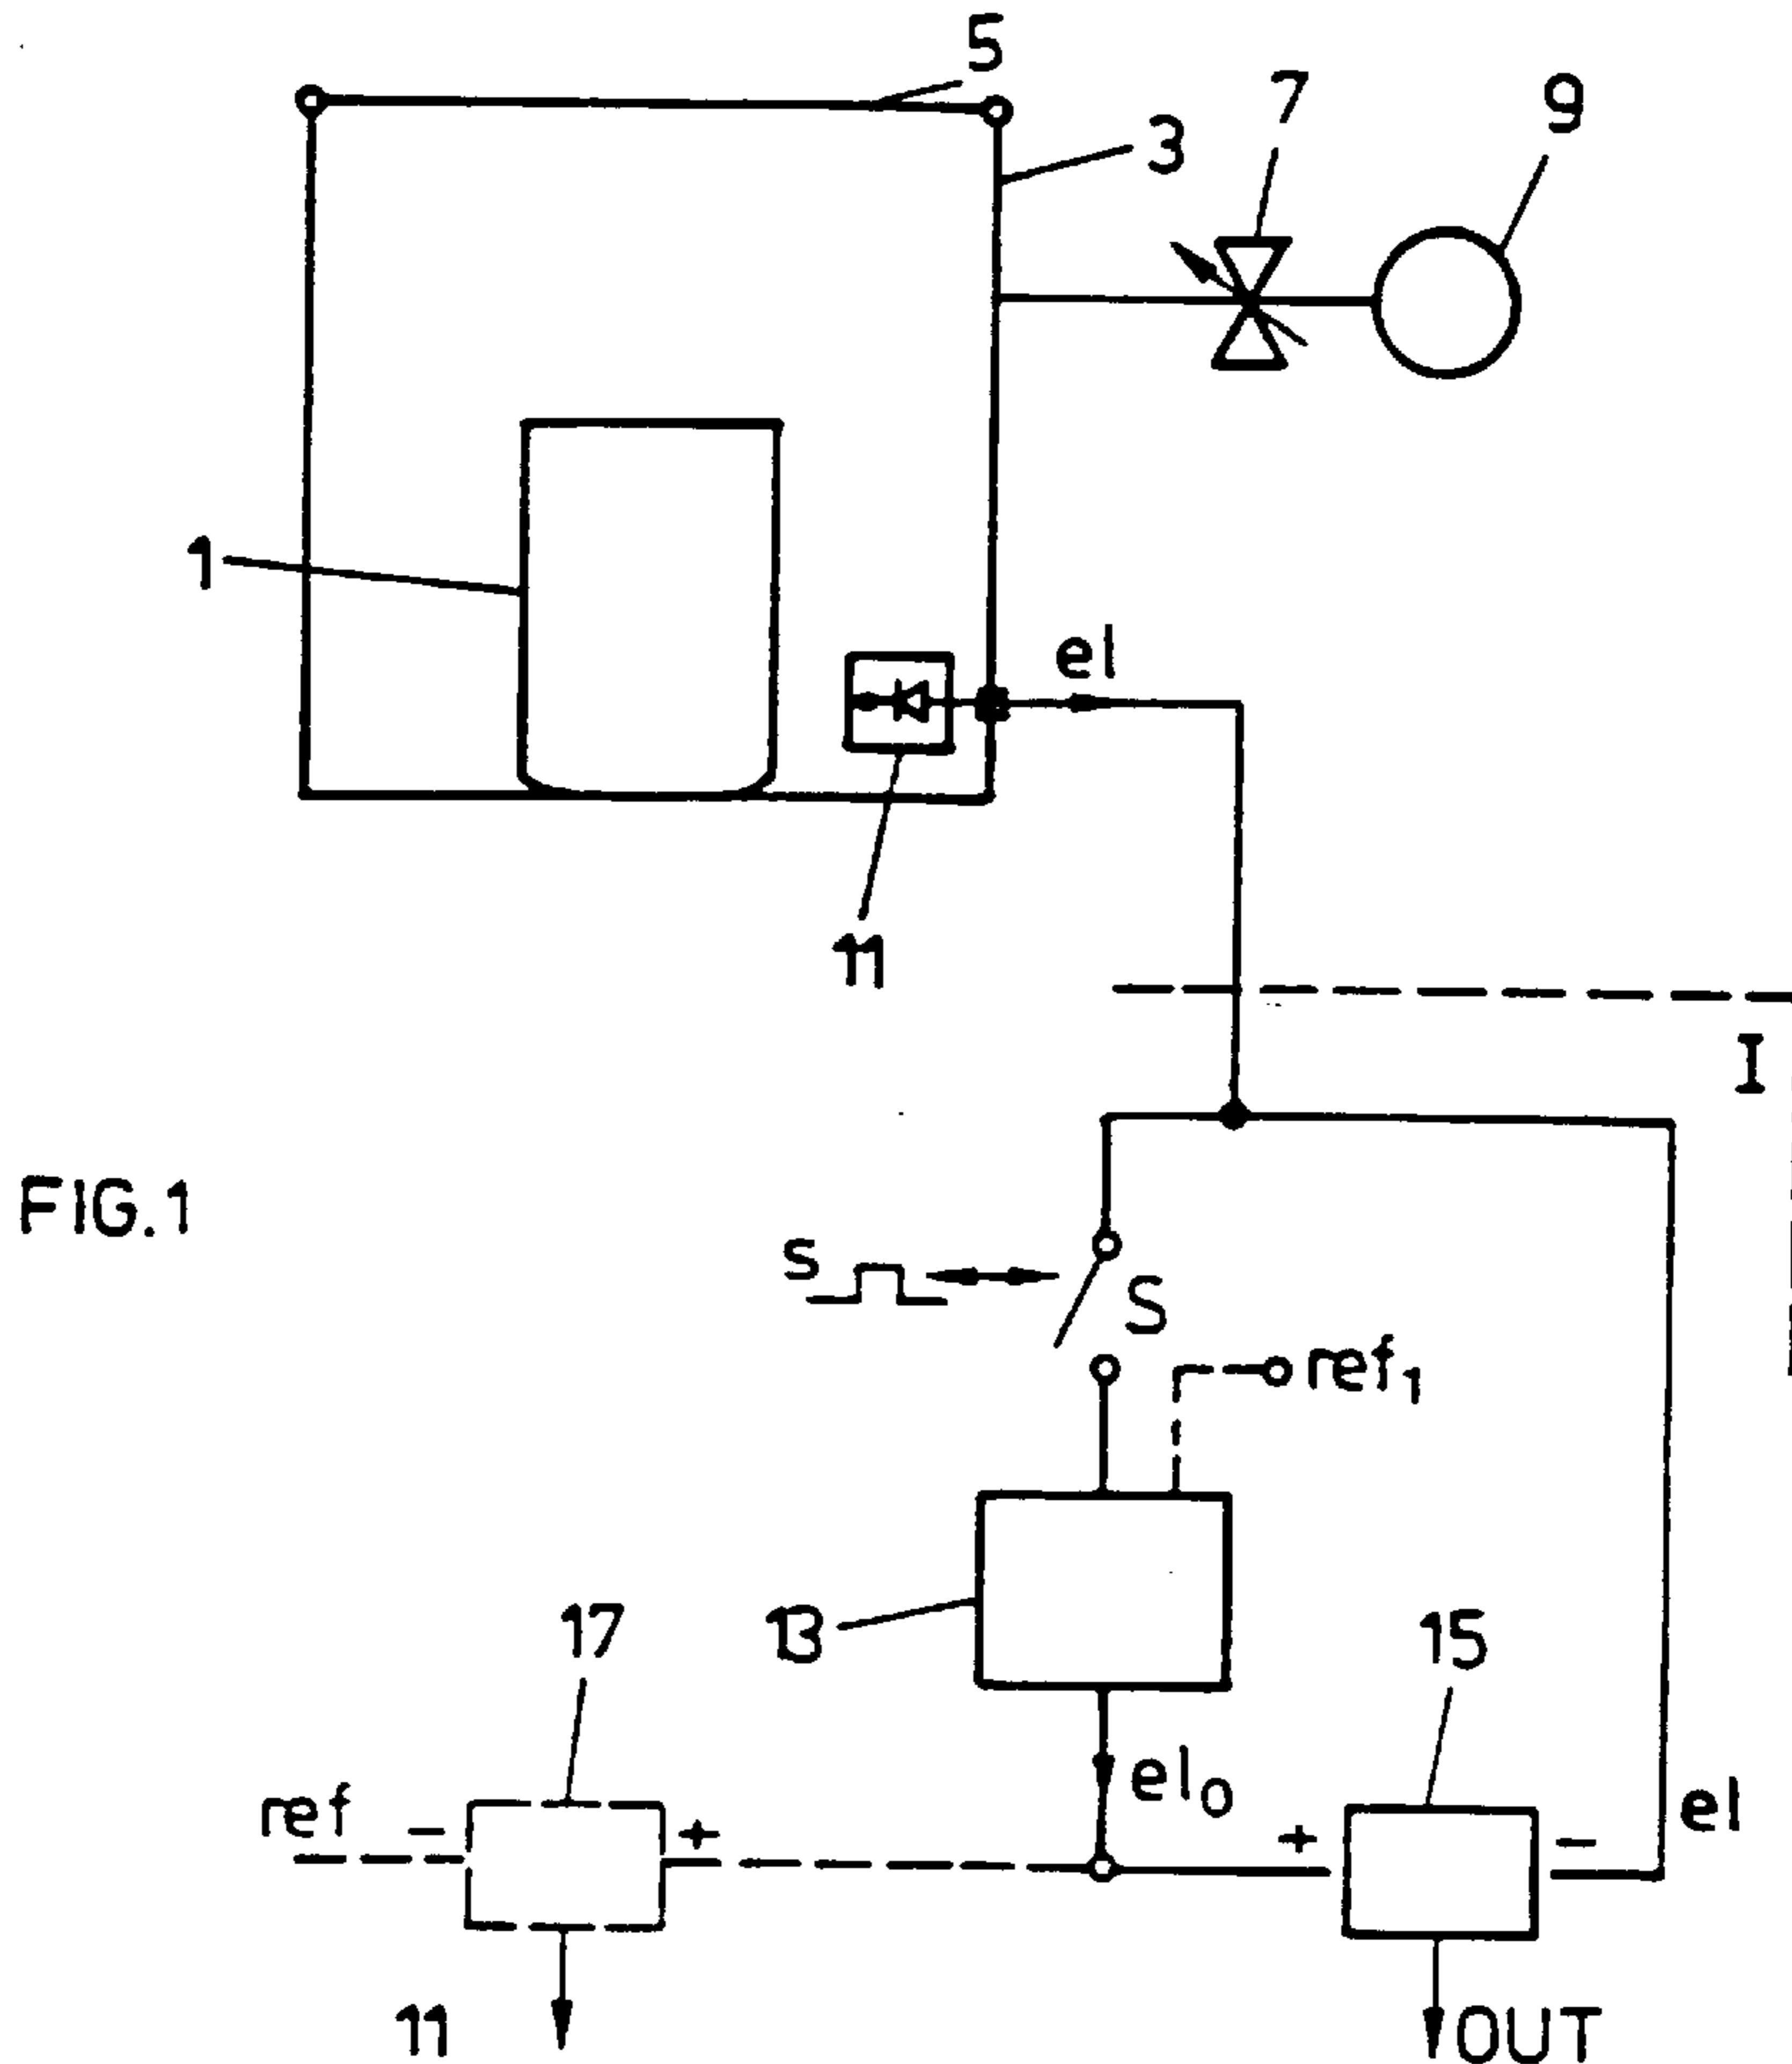 5
7
9
3
1
el
11
I
FIG.1
s
S
ref₁
17
13
15
el₀
ref
-
+
+
-
el
11
OUT